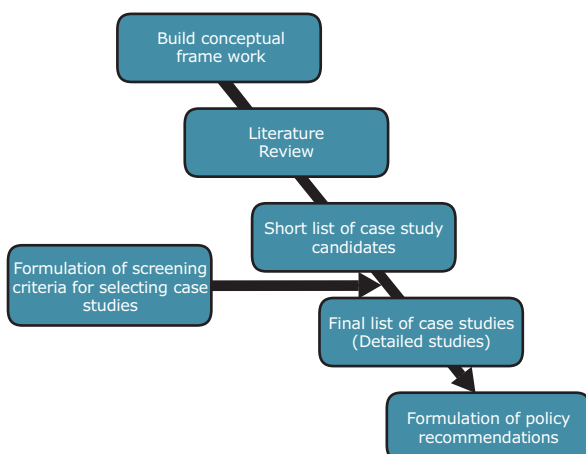 Build conceptual
frame work
Literature
Review
Short list of case study
candidates
Formulation of screening
criteria for selecting case
studies
Final list of case studies
(Detailed studies)
Formulation of policy
recommendations